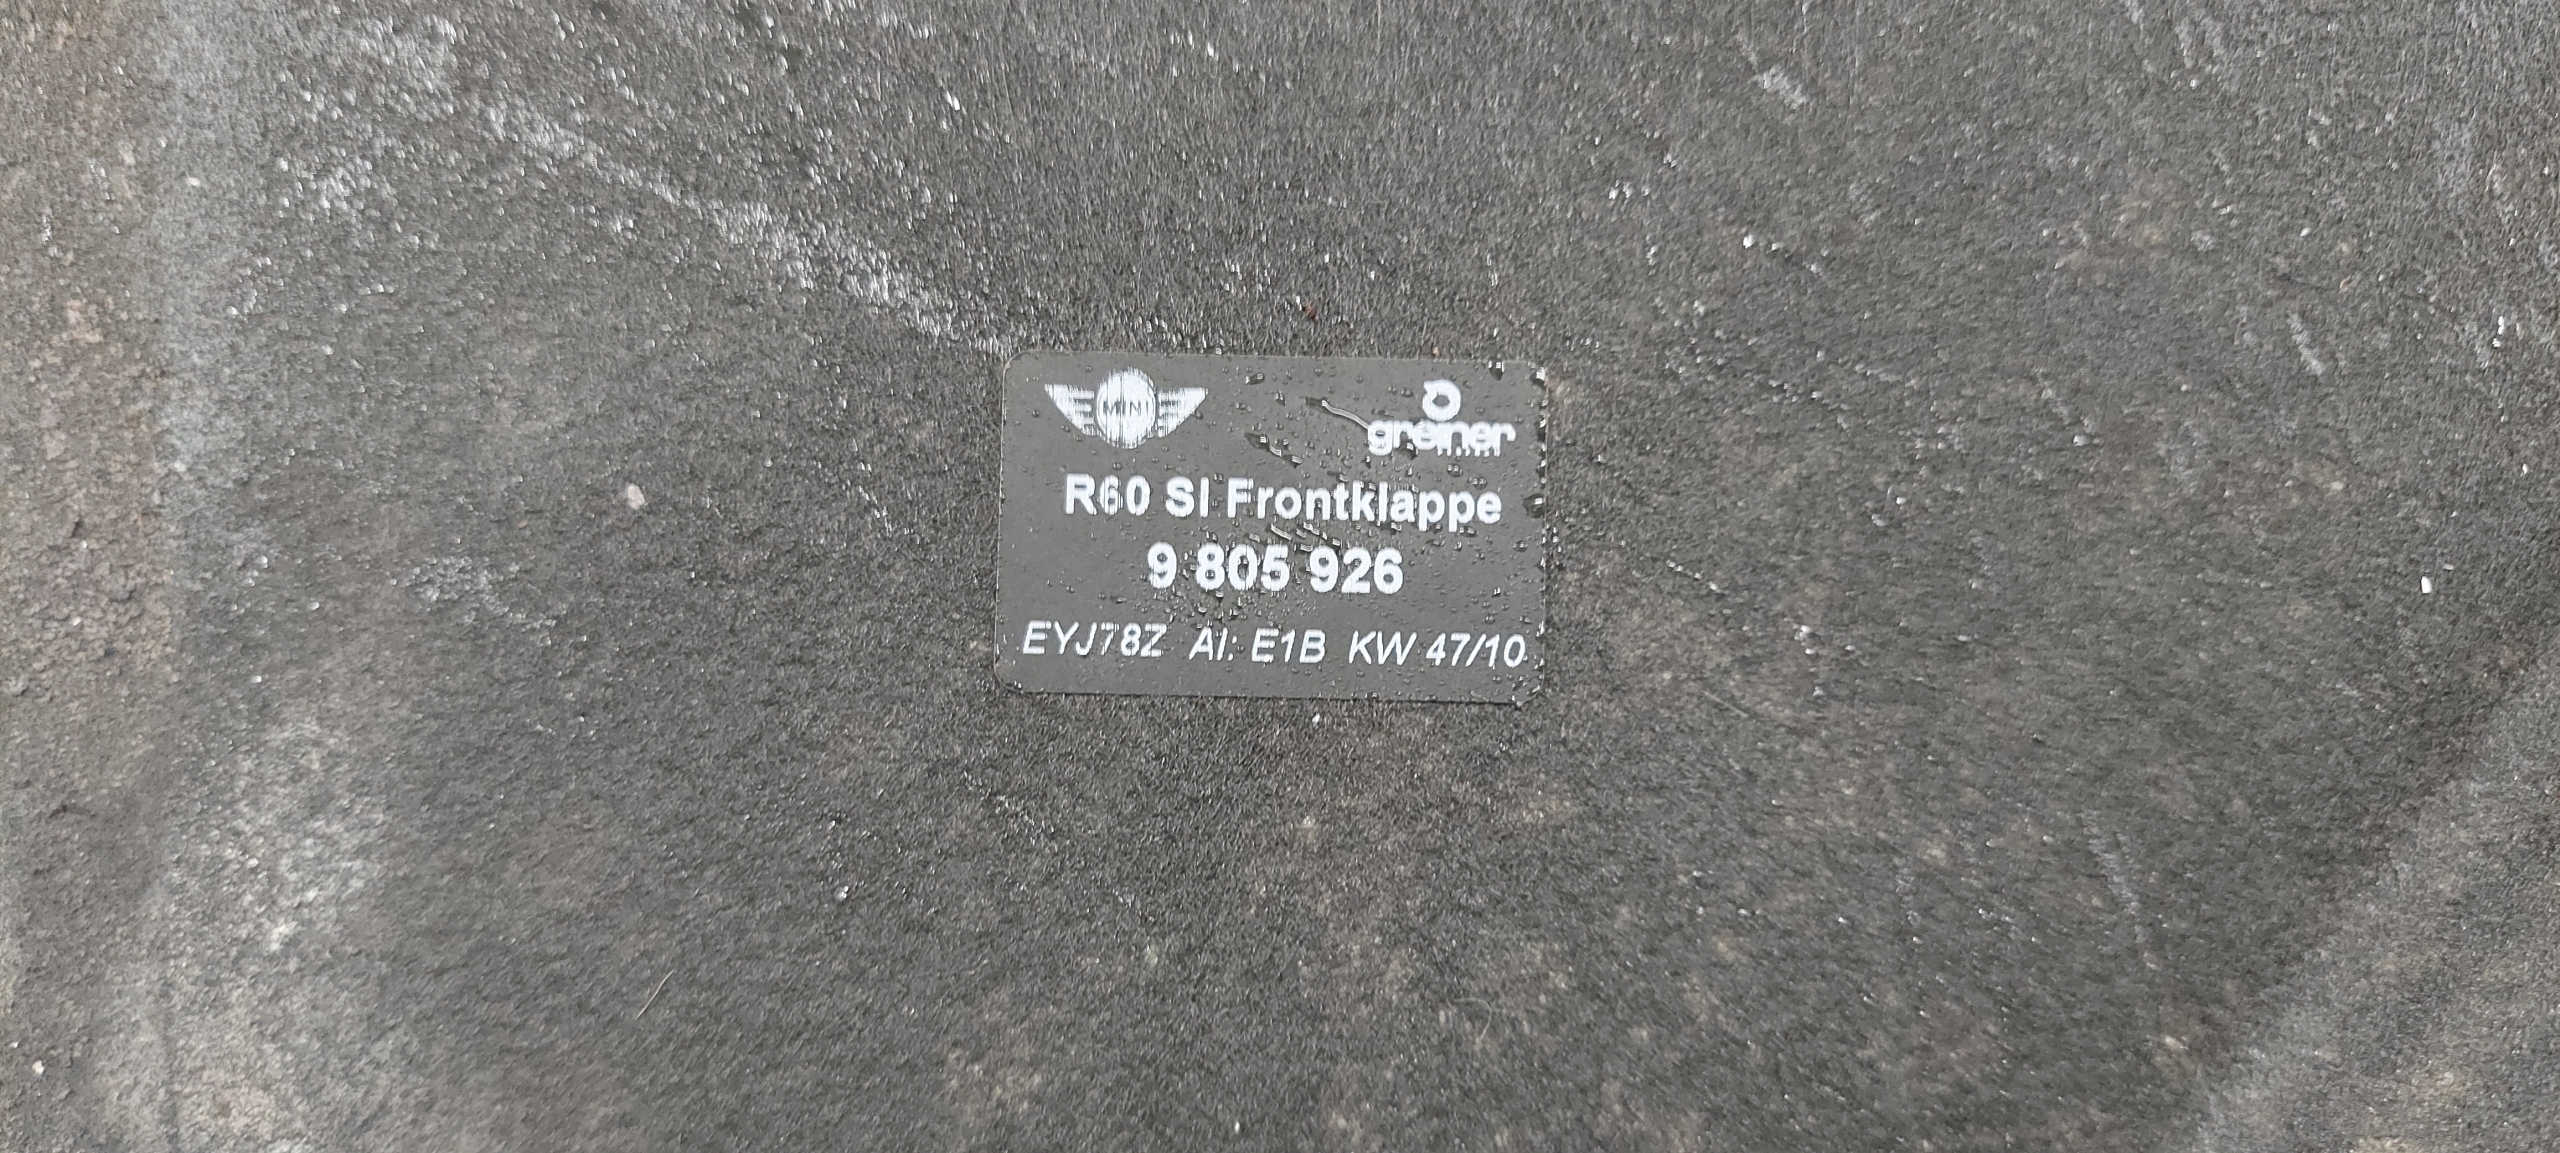 MINI greiner
R60 SI Frontklappe
9 805 926
EYJ78Z AI: E1B KW 47/10